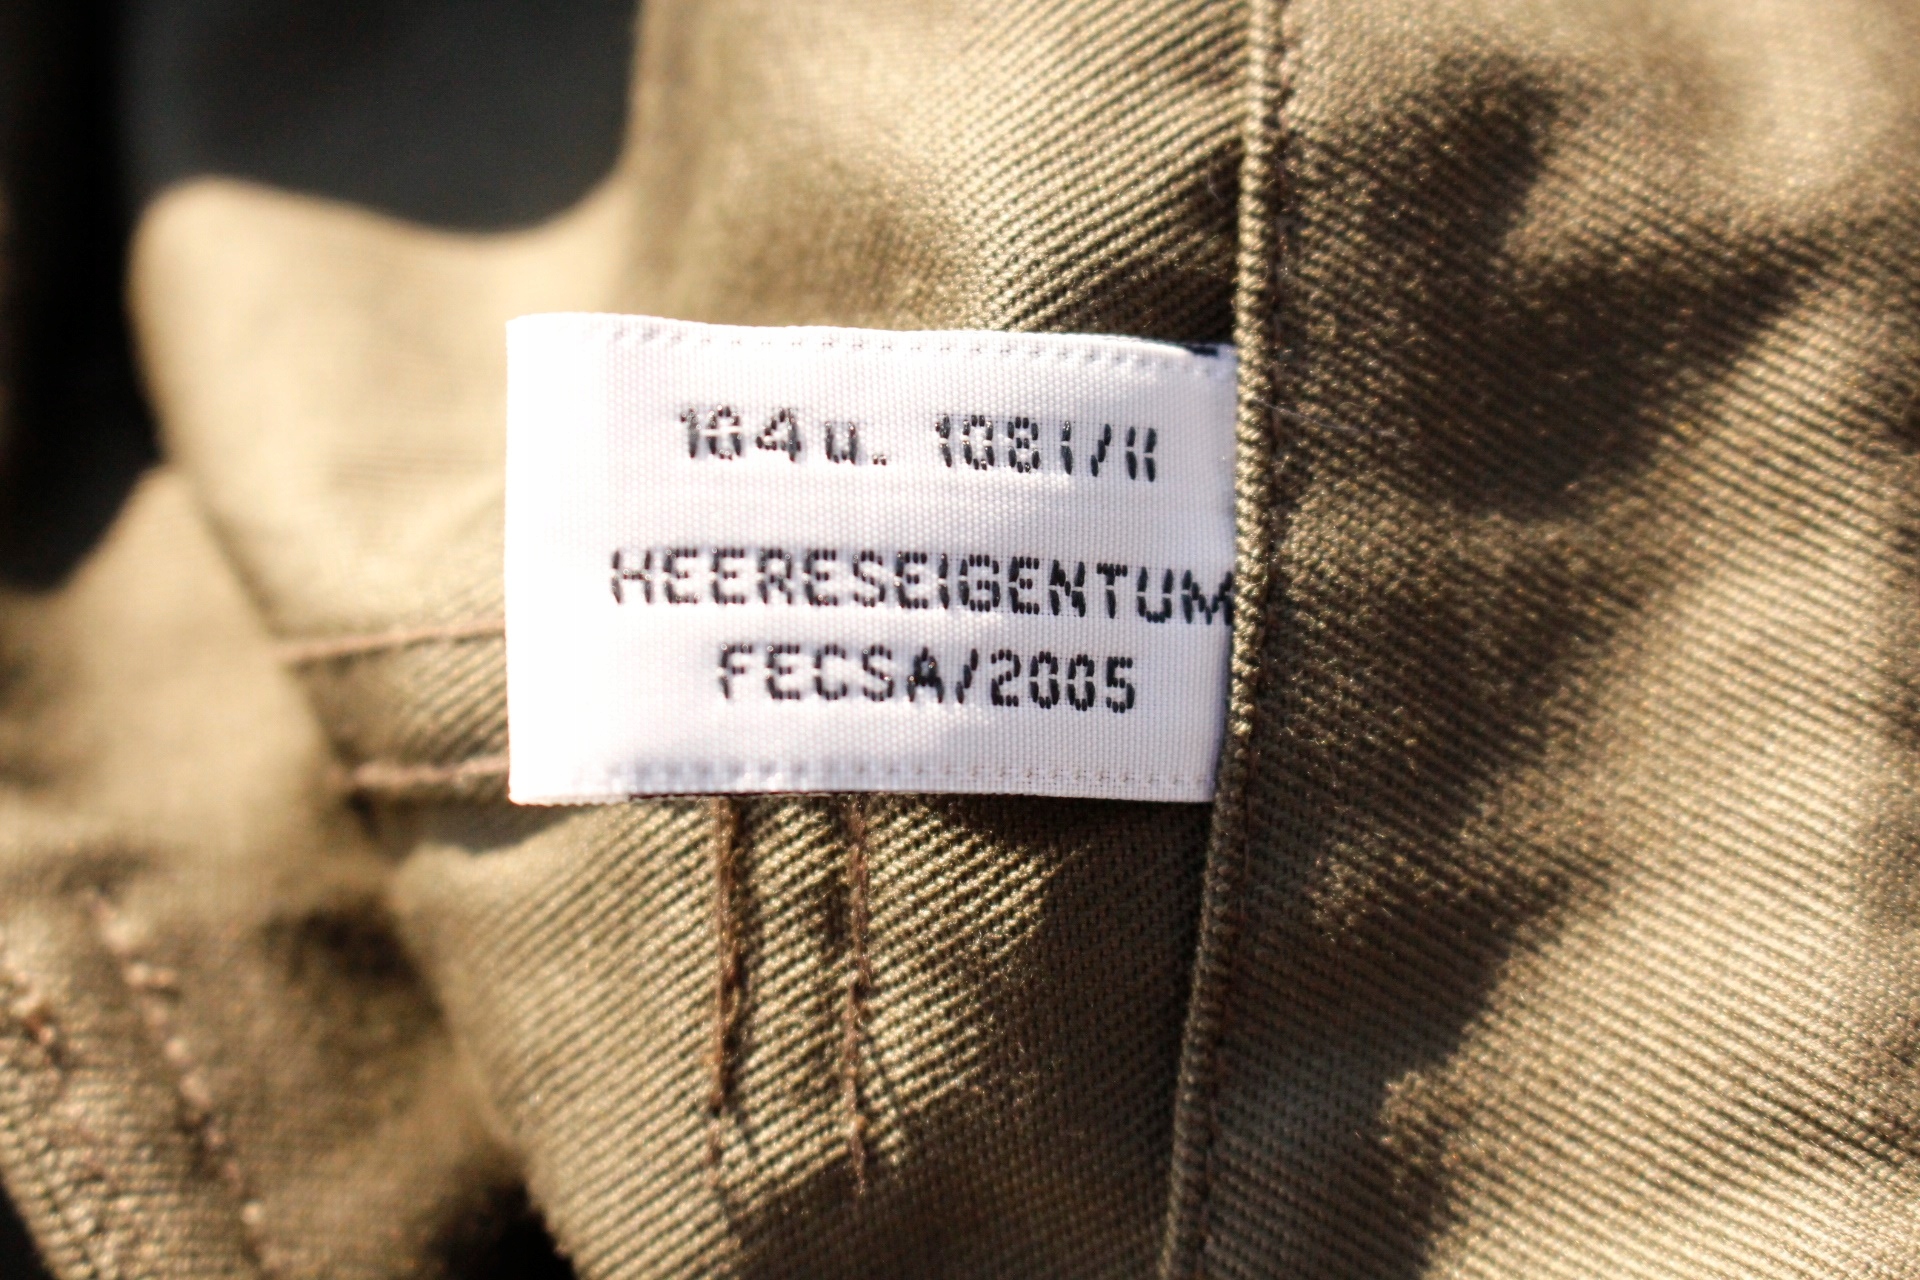 104 u. 108 I/II
HEERESEIGENTUM
FECSA/2005